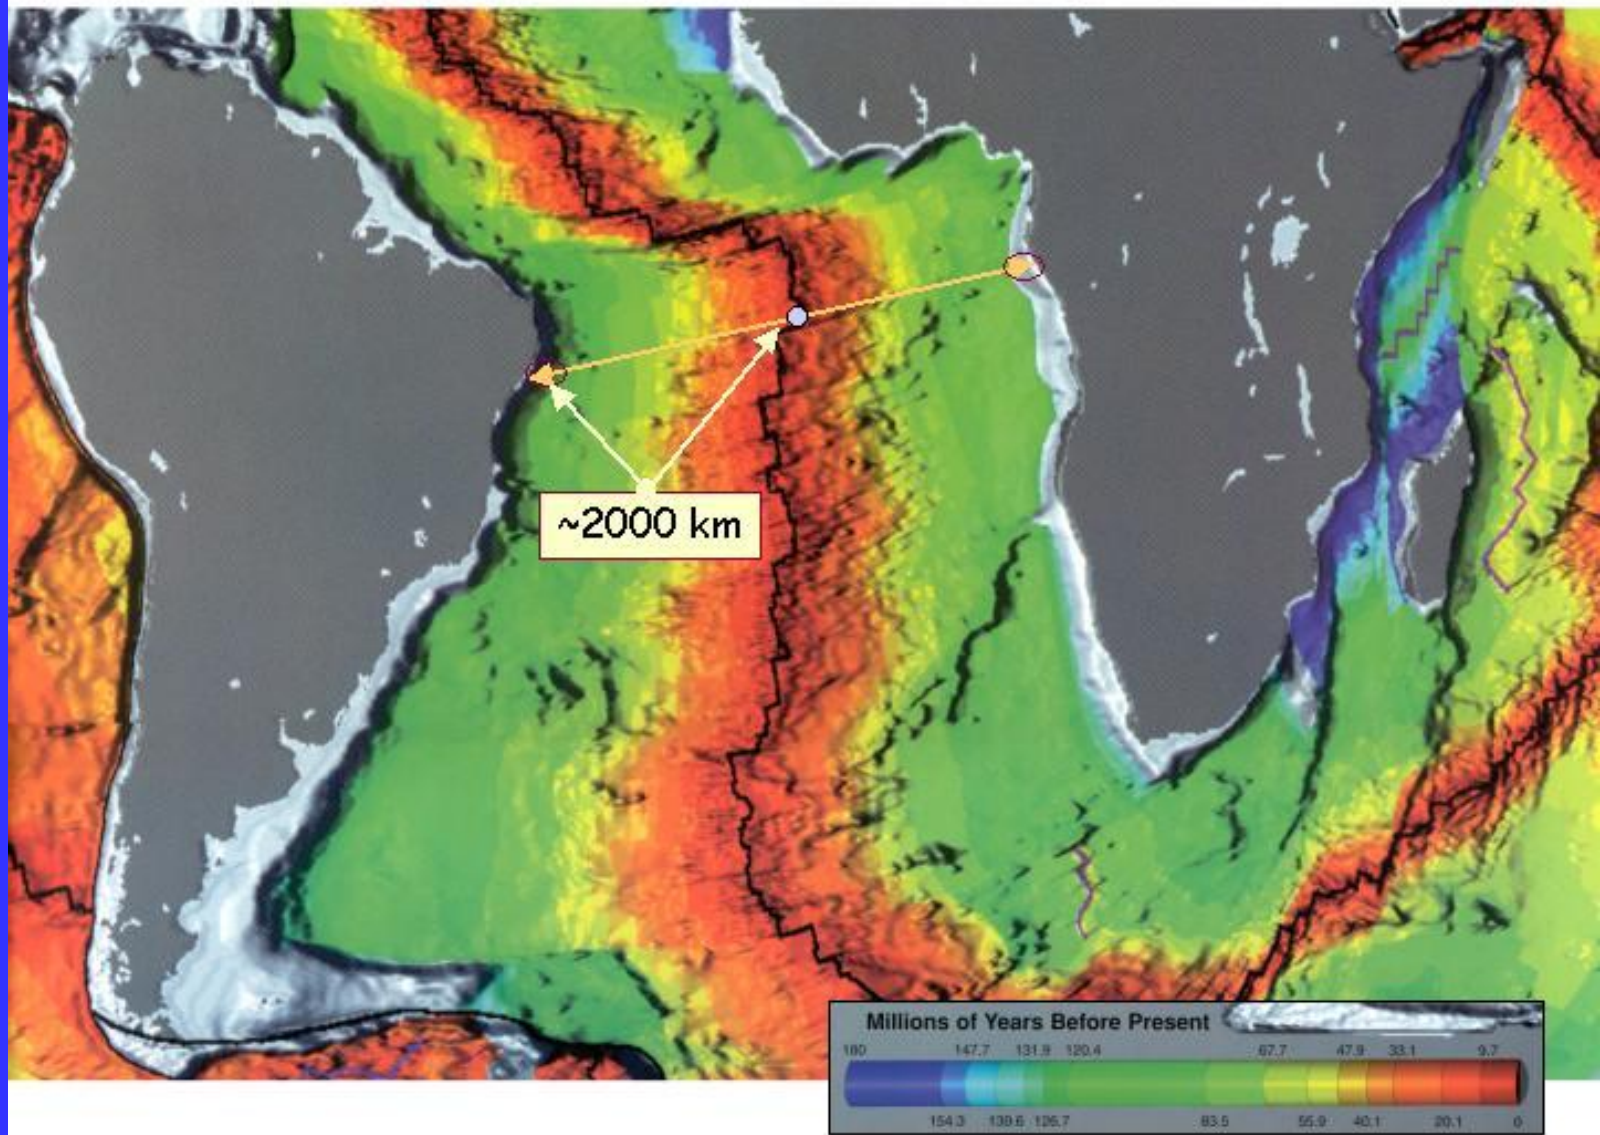 ~2000 km
Millions of Years Before Present
180 147.7 131.9 120.4 67.7 47.9 33.1 9.7
154.3 139.6 126.7 83.5 55.9 40.1 20.1 0